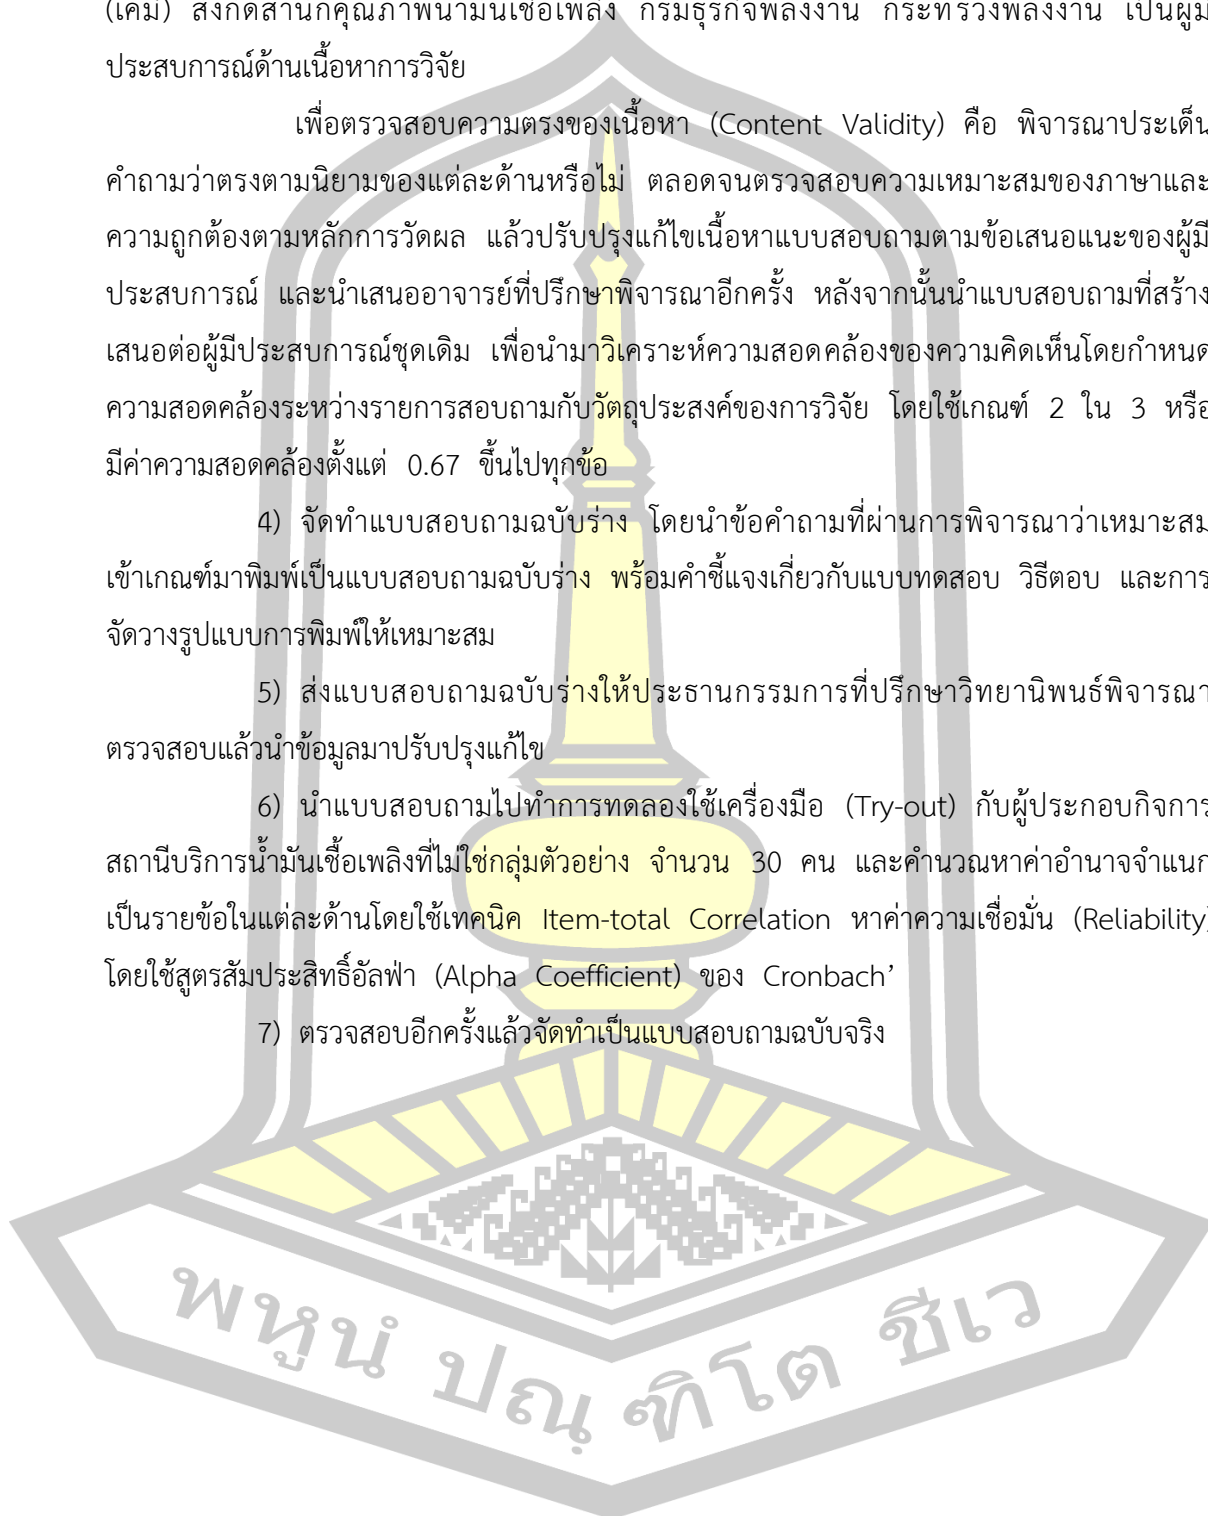 (เคมี) สังกัดสำนักคุณภาพน้ำมันเชื้อเพลิง กรมธุรกิจพลังงาน กระทรวงพลังงาน เป็นผู้มี
ประสบการณ์ด้านเนื้อหาการวิจัย
เพื่อตรวจสอบความตรงของเนื้อหา (Content Validity) คือ พิจารณาประเด็น
คำถามว่าตรงตามนิยามของแต่ละด้านหรือไม่ ตลอดจนตรวจสอบความเหมาะสมของภาษาและ
ความถูกต้องตามหลักการวัดผล แล้วปรับปรุงแก้ไขเนื้อหาแบบสอบถามตามข้อเสนอแนะของผู้มี
ประสบการณ์ และนำเสนออาจารย์ที่ปรึกษาพิจารณาอีกครั้ง หลังจากนั้นนำแบบสอบถามที่สร้าง
เสนอต่อผู้มีประสบการณ์ชุดเดิม เพื่อนำมาวิเคราะห์ความสอดคล้องของความคิดเห็นโดยกำหนด
ความสอดคล้องระหว่างรายการสอบถามกับวัตถุประสงค์ของการวิจัย โดยใช้เกณฑ์ 2 ใน 3 หรือ
มีค่าความสอดคล้องตั้งแต่ 0.67 ขึ้นไปทุกข้อ
4) จัดทำแบบสอบถามฉบับร่าง โดยนำข้อคำถามที่ผ่านการพิจารณาว่าเหมาะสม
เข้าเกณฑ์มาพิมพ์เป็นแบบสอบถามฉบับร่าง พร้อมคำชี้แจงเกี่ยวกับแบบทดสอบ วิธีตอบ และการ
จัดวางรูปแบบการพิมพ์ให้เหมาะสม
5) ส่งแบบสอบถามฉบับร่างให้ประธานกรรมการที่ปรึกษาวิทยานิพนธ์พิจารณา
ตรวจสอบแล้วนำข้อมูลมาปรับปรุงแก้ไข
6) นำแบบสอบถามไปทำการทดลองใช้เครื่องมือ (Try-out) กับผู้ประกอบกิจการ
สถานีบริการน้ำมันเชื้อเพลิงที่ไม่ใช่กลุ่มตัวอย่าง จำนวน 30 คน และคำนวณหาค่าอำนาจจำแนก
เป็นรายข้อในแต่ละด้านโดยใช้เทคนิค Item-total Correlation หาค่าความเชื่อมั่น (Reliability)
โดยใช้สูตรสัมประสิทธิ์อัลฟ่า (Alpha Coefficient) ของ Cronbach’
7) ตรวจสอบอีกครั้งแล้วจัดทำเป็นแบบสอบถามฉบับจริง
พหูนํ ปณฺฑิโต ชีเว